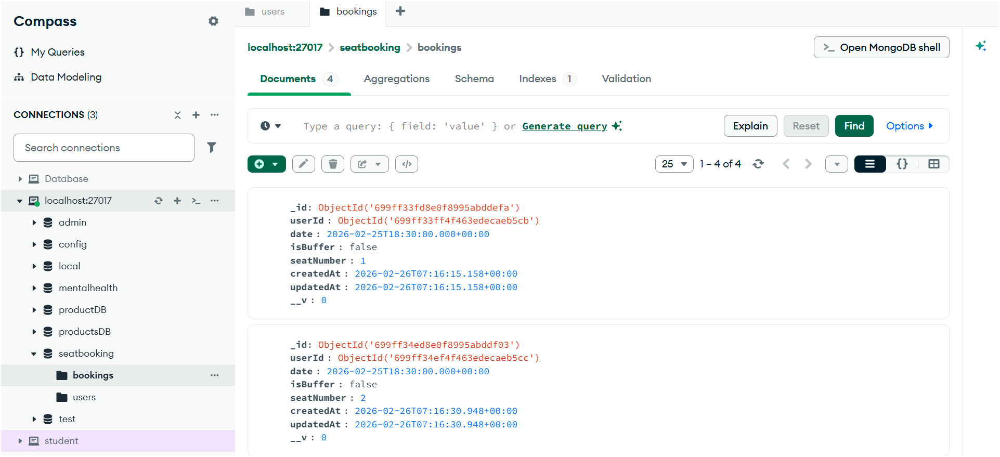 Compass
My Queries
Data Modeling
CONNECTIONS (3)
Search connections
Database
localhost:27017
admin
config
local
mentalhealth
productDB
productsDB
seatbooking
bookings
users
test
student
users
bookings
localhost:27017 seatbooking bookings
>_ Open MongoDB shell
Documents 4 Aggregations Schema Indexes 1 Validation
Type a query: { field: 'value' } or Generate query
Explain Reset Find Options
25 1 – 4 of 4
_id: ObjectId('699ff33fd8e0f8995abddefa')
userId : ObjectId('699ff33ff4f463edecaeb5cb')
date : 2026-02-25T18:30:00.000+00:00
isBuffer : false
seatNumber : 1
createdAt : 2026-02-26T07:16:15.158+00:00
updatedAt : 2026-02-26T07:16:15.158+00:00
__v : 0
_id: ObjectId('699ff34ed8e0f8995abddf03')
userId : ObjectId('699ff34ef4f463edecaeb5cc')
date : 2026-02-25T18:30:00.000+00:00
isBuffer : false
seatNumber : 2
createdAt : 2026-02-26T07:16:30.948+00:00
updatedAt : 2026-02-26T07:16:30.948+00:00
__v : 0